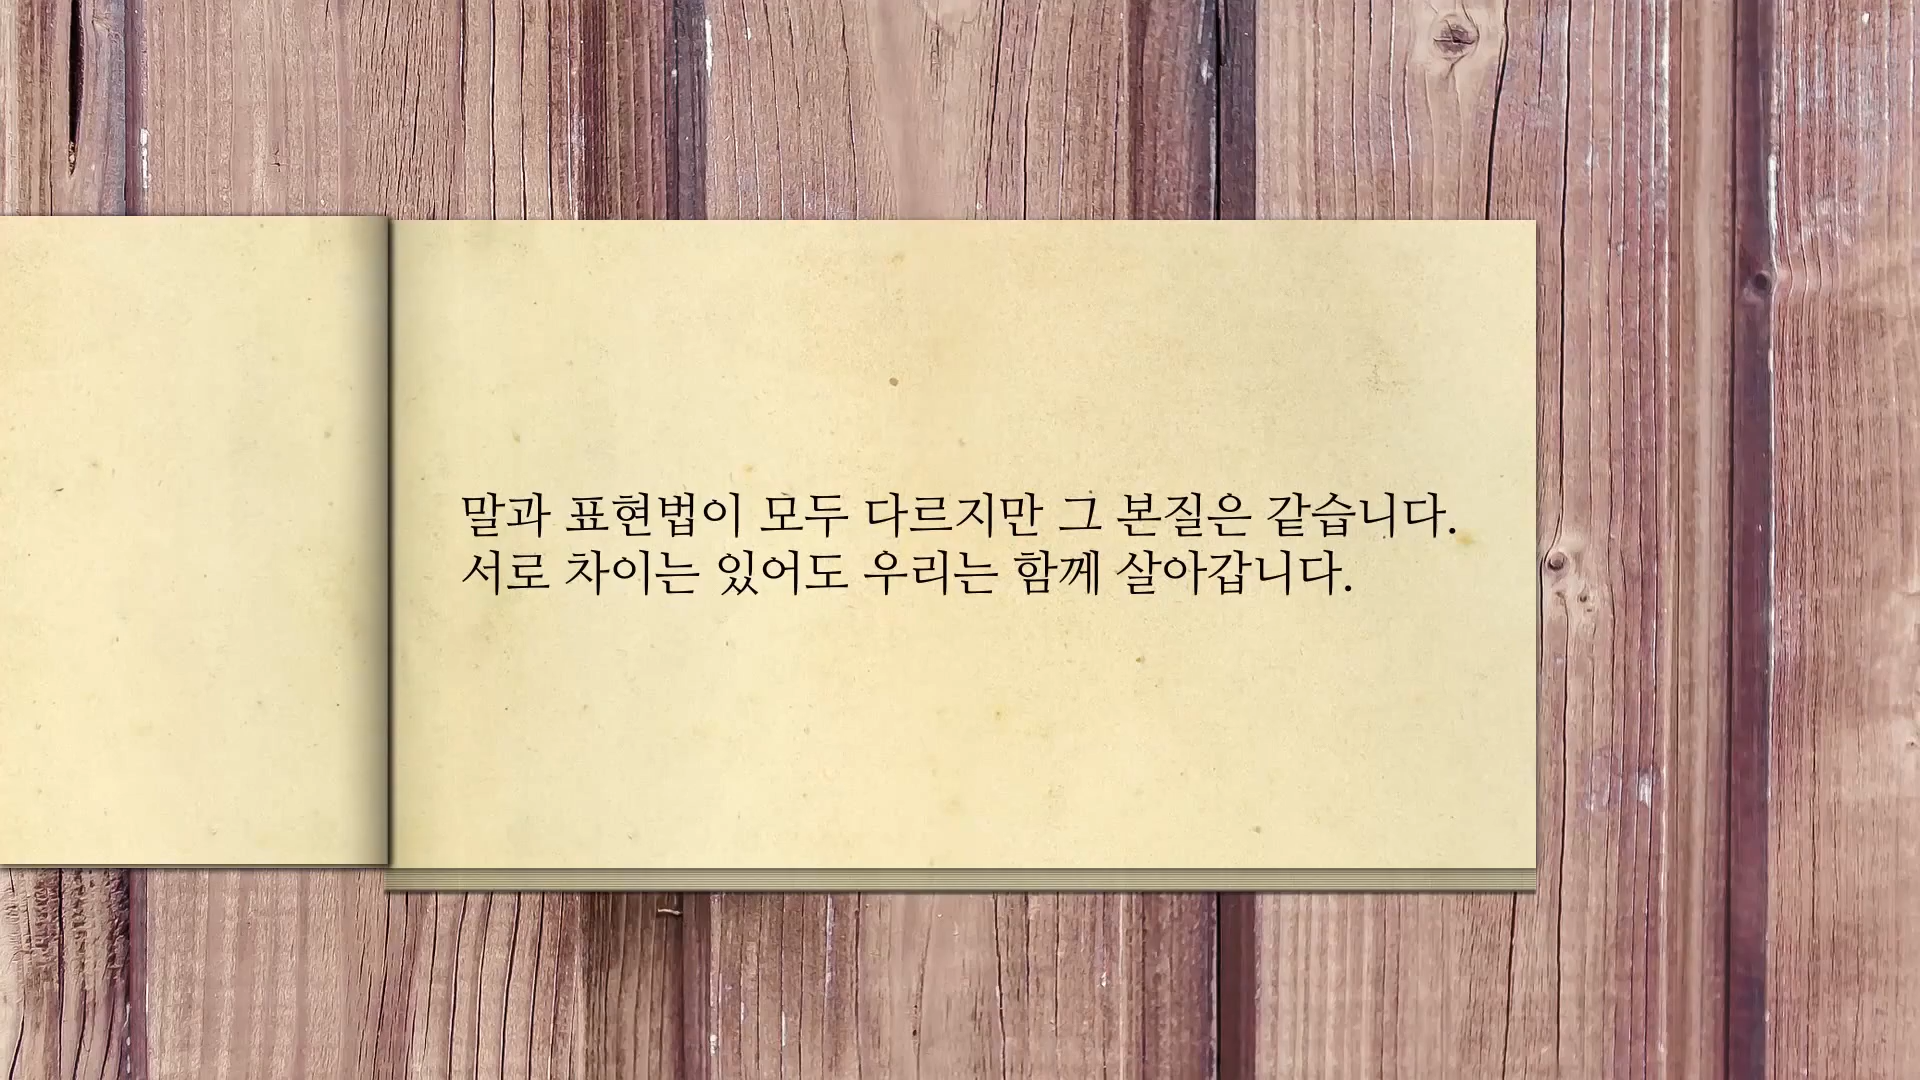 말과 표현법이 모두 다르지만 그 본질은 같습니다.
서로 차이는 있어도 우리는 함께 살아갑니다.